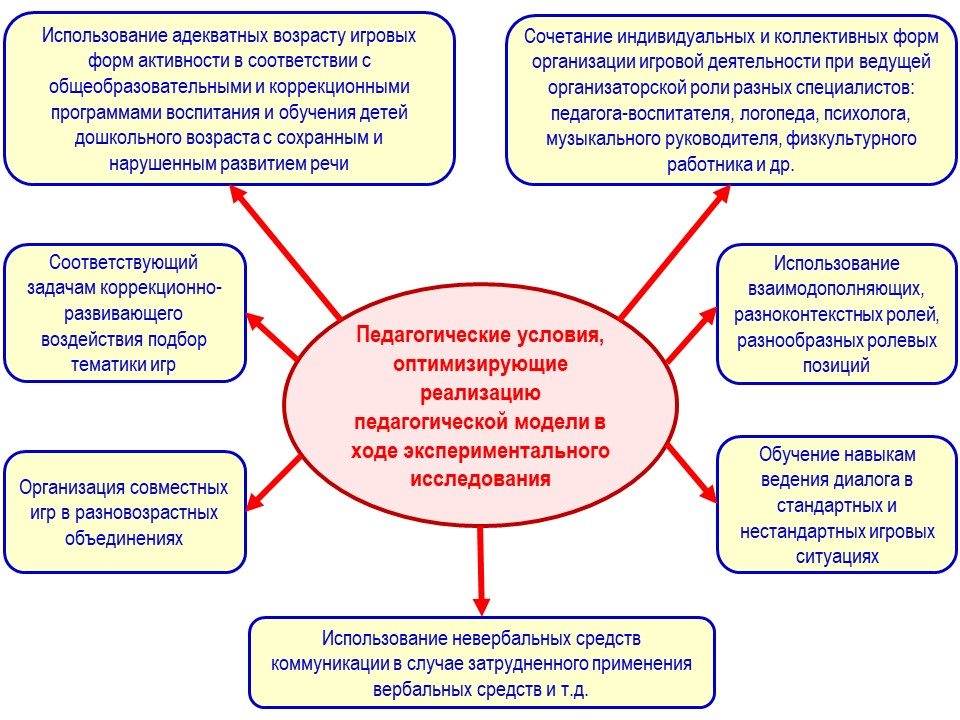 Использование адекватных возрасту игровых
форм активности в соответствии с
общеобразовательными и коррекционными
программами воспитания и обучения детей
дошкольного возраста с сохранным и
нарушенным развитием речи
Сочетание индивидуальных и коллективных форм
организации игровой деятельности при ведущей
организаторской роли разных специалистов:
педагога-воспитателя, логопеда, психолога,
музыкального руководителя, физкультурного
работника и др.
Соответствующий
задачам коррекционно-
развивающего
воздействия подбор
тематики игр
Использование
взаимодополняющих,
разноконтекстных ролей,
разнообразных ролевых
позиций
Педагогические условия,
оптимизирующие
реализацию
педагогической модели в
ходе экспериментального
исследования
Организация совместных
игр в разновозрастных
объединениях
Обучение навыкам
ведения диалога в
стандартных и
нестандартных игровых
ситуациях
Использование невербальных средств
коммуникации в случае затрудненного применения
вербальных средств и т.д.